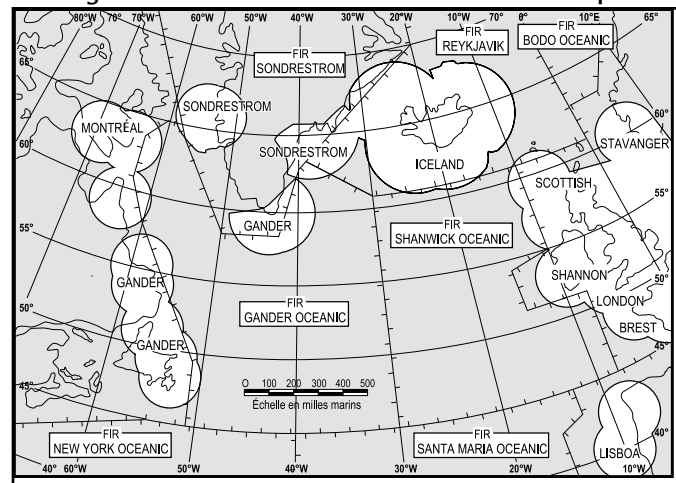 80°W 70°W 60°W 50°W 40°W 30°W 20°W 10°W 0° 10°E 65°
FIR
REYKJAVIK
FIR
BODO OCEANIC
FIR
SONDRESTROM
65°
60°
SONDRESTROM
MONTRÉAL
STAVANGER
SONDRESTROM
ICELAND
60°
SCOTTISH
55°
GANDER
FIR
SHANWICK OCEANIC
55°
SHANNON
50°
GANDER
LONDON
FIR
GANDER OCEANIC
50°
BREST
GANDER
45°
45°
0 100 200 300 400 500
Échelle en milles marins
40°
FIR
NEW YORK OCEANIC
FIR
SANTA MARIA OCEANIC
LISBOA
40° 60°W 50°W 40°W 30°W 20°W 10°W